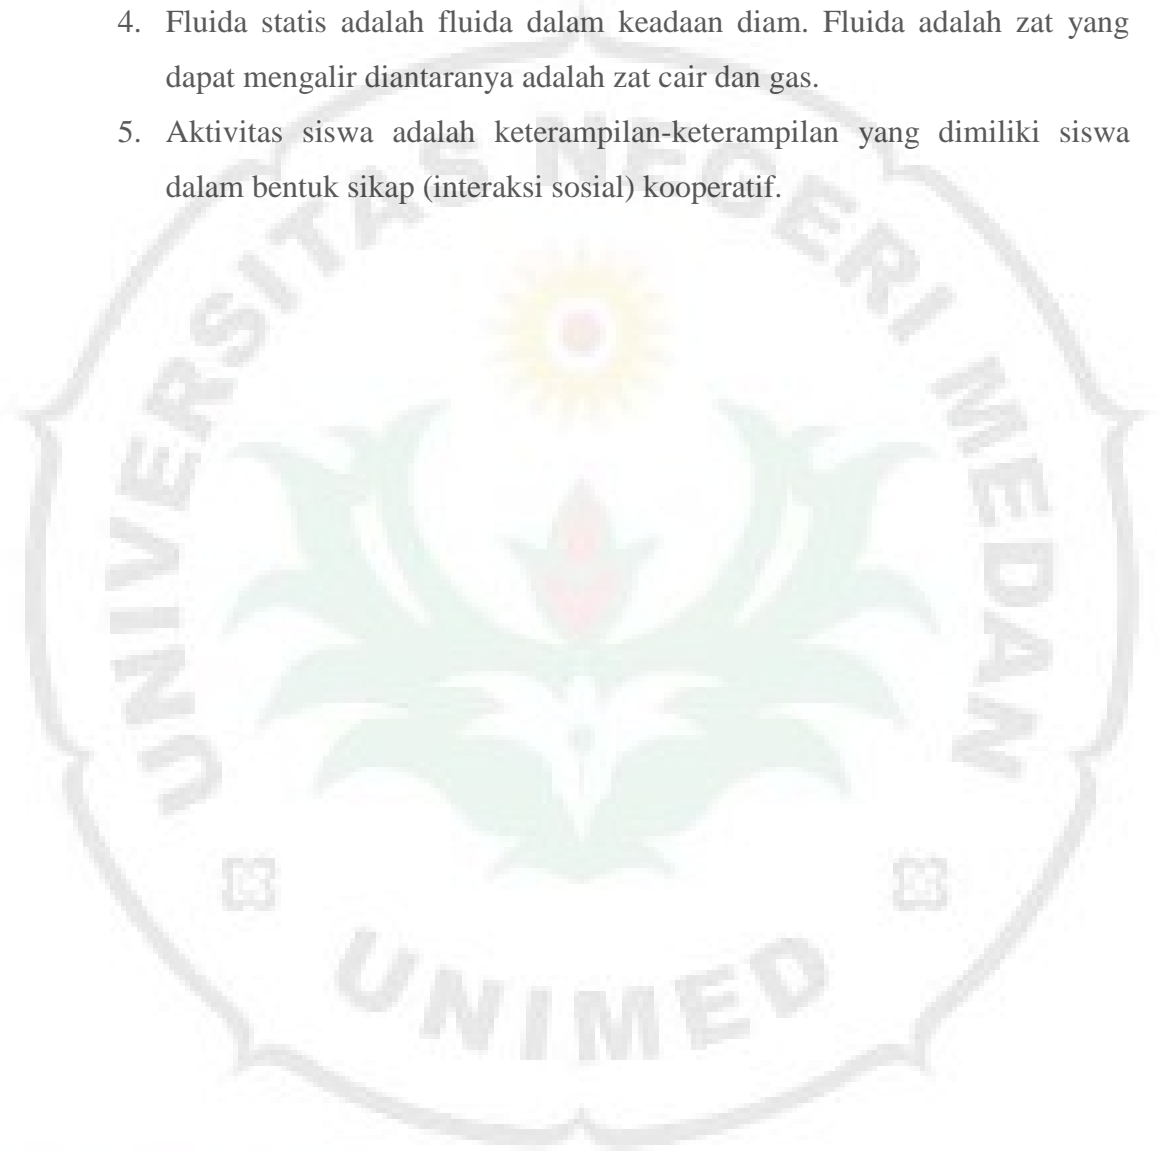 4. Fluida statis adalah fluida dalam keadaan diam. Fluida adalah zat yang
dapat mengalir diantaranya adalah zat cair dan gas.
5. Aktivitas siswa adalah keterampilan-keterampilan yang dimiliki siswa
dalam bentuk sikap (interaksi sosial) kooperatif.
UNIVERSITAS NEGERI MEDAN
UNIMED